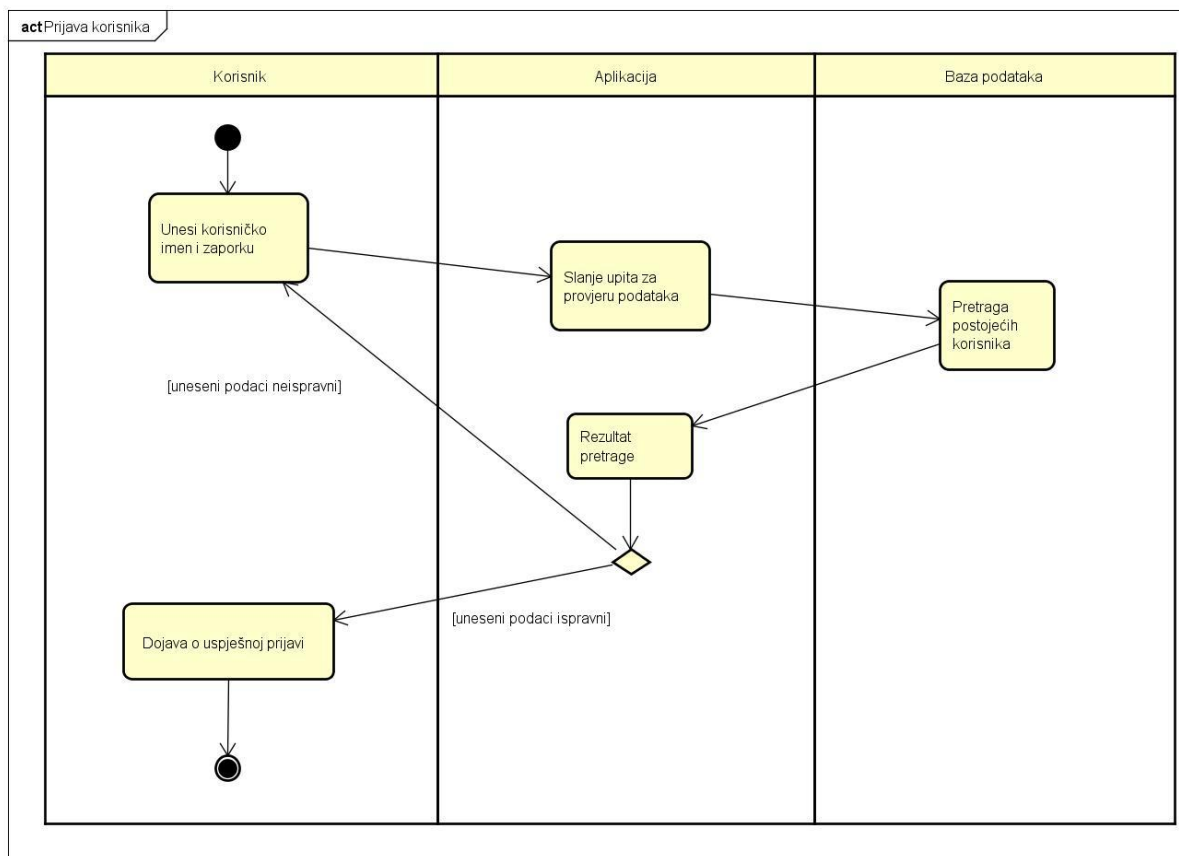 act Prijava korisnika
Korisnik
Aplikacija
Baza podataka
Unesi korisničko
imen i zaporku
Slanje upita za
provjeru podataka
Pretraga
postojećih
korisnika
[uneseni podaci neispravni]
Rezultat
pretrage
[uneseni podaci ispravni]
Dojava o uspješnoj prijavi